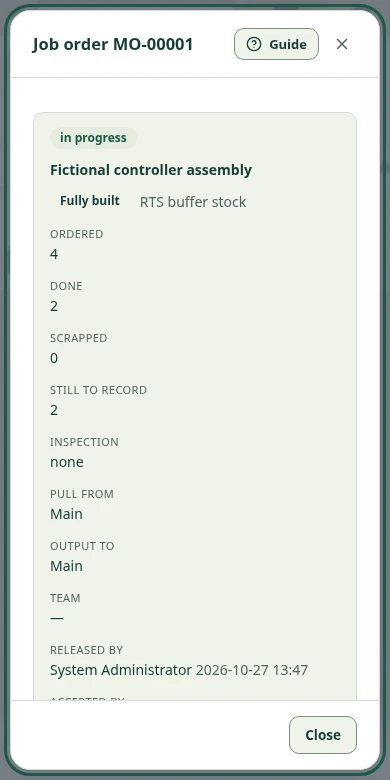 Job order MO-00001
Guide
in progress
Fictional controller assembly
Fully built RTS buffer stock
ORDERED
4
DONE
2
SCRAPPED
0
STILL TO RECORD
2
INSPECTION
none
PULL FROM
Main
OUTPUT TO
Main
TEAM
—
RELEASED BY
System Administrator 2026-10-27 13:47
ACCEPTED BY
Close